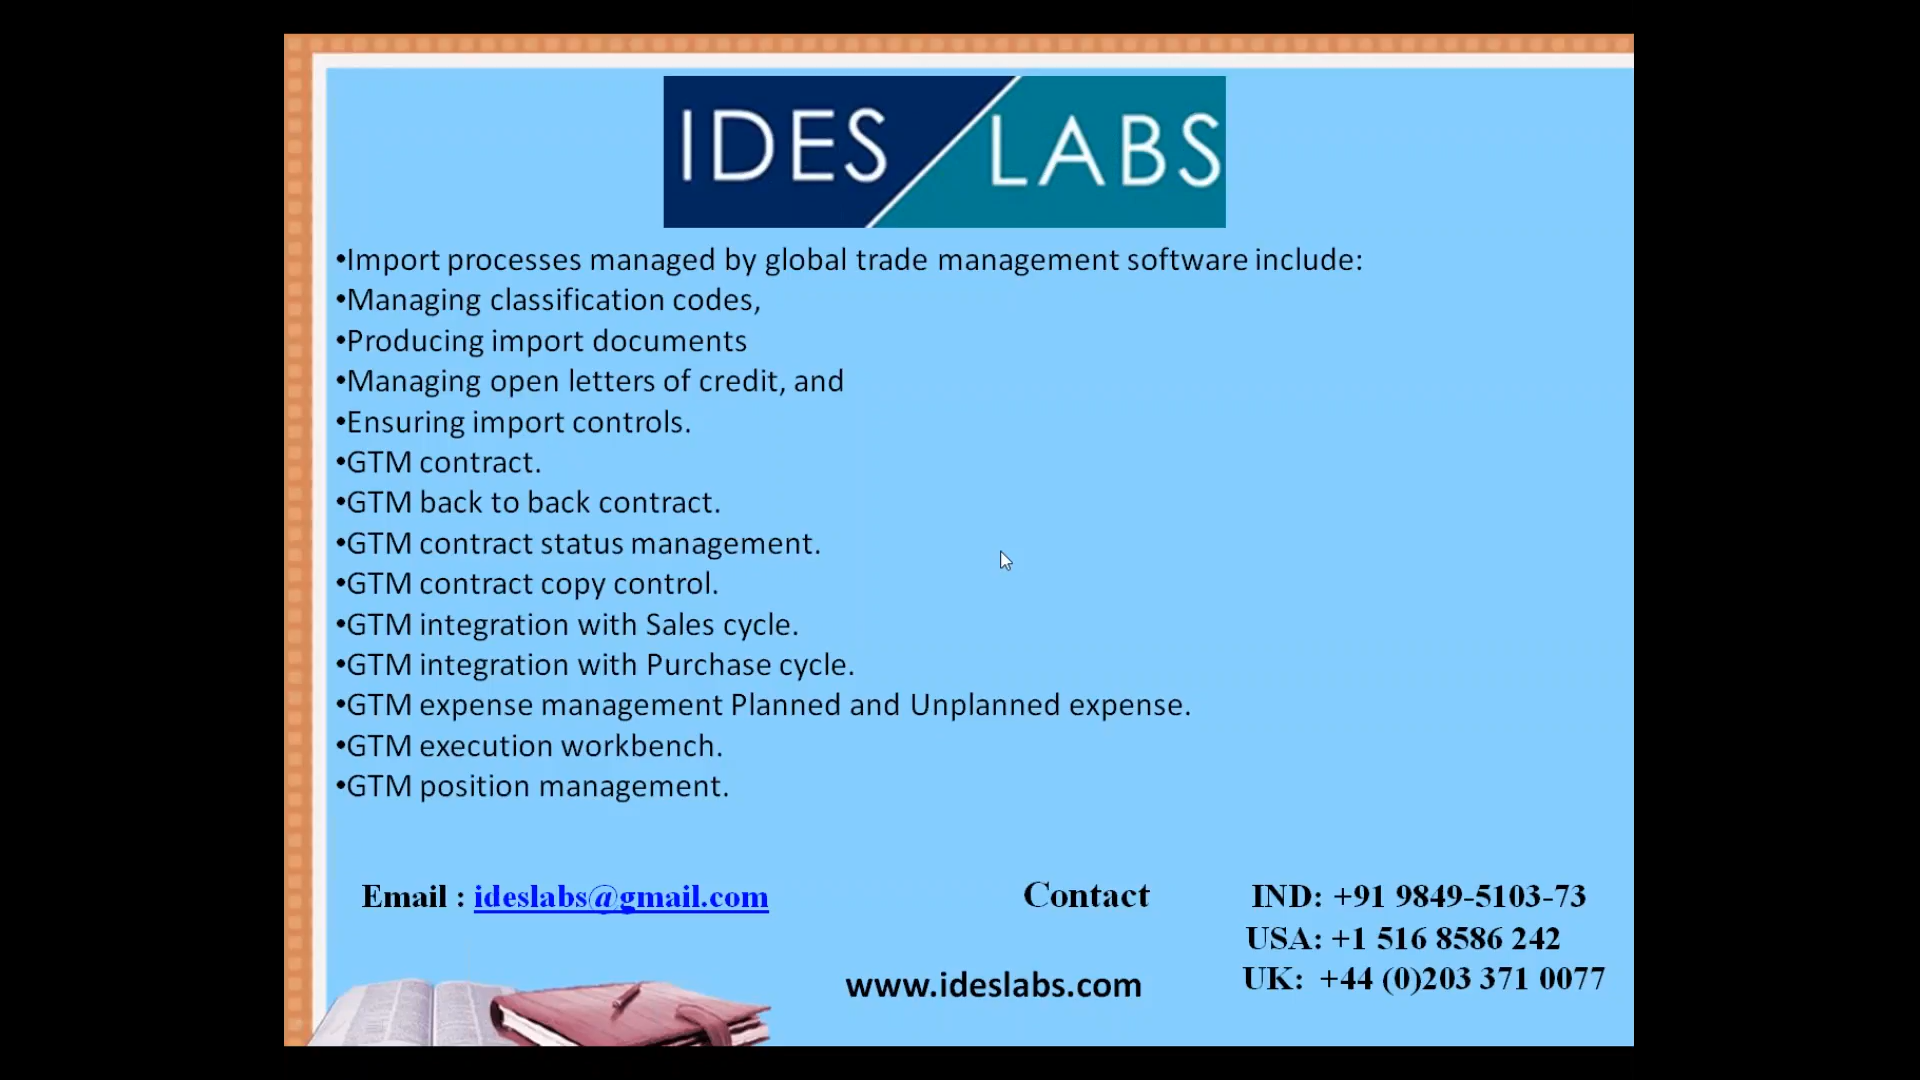 IDES LABS
•Import processes managed by global trade management software include:
•Managing classification codes,
•Producing import documents
•Managing open letters of credit, and
•Ensuring import controls.
•GTM contract.
•GTM back to back contract.
•GTM contract status management.
•GTM contract copy control.
•GTM integration with Sales cycle.
•GTM integration with Purchase cycle.
•GTM expense management Planned and Unplanned expense.
•GTM execution workbench.
•GTM position management.
Email : ideslabs@gmail.com
Contact
IND: +91 9849-5103-73
USA: +1 516 8586 242
UK: +44 (0)203 371 0077
www.ideslabs.com